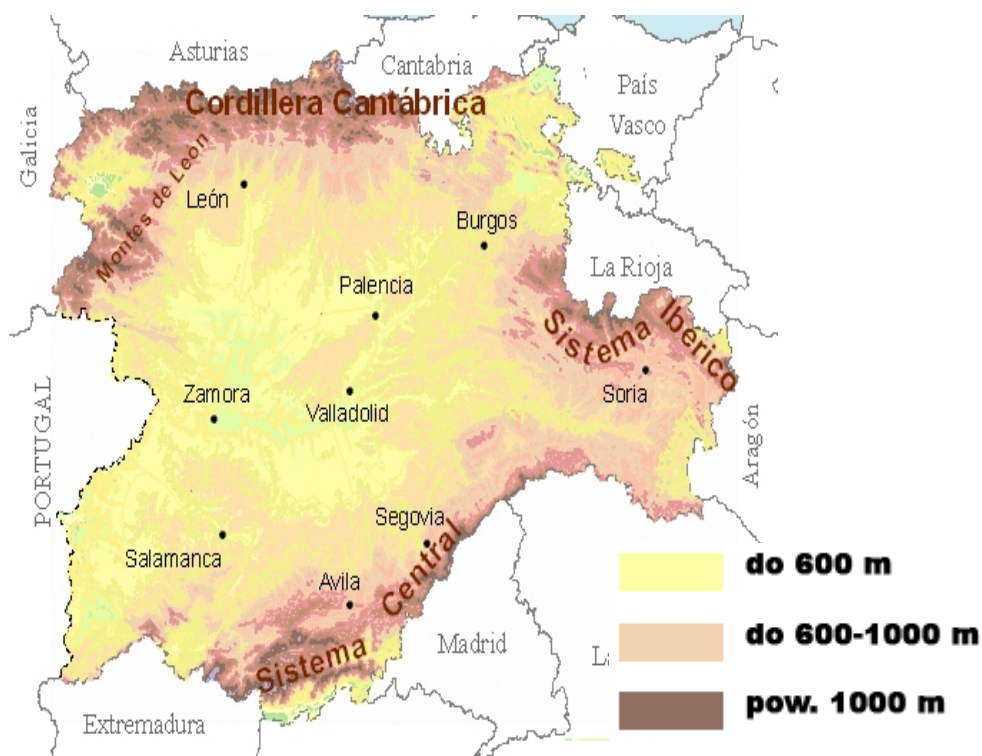 Asturias
Cantabria
País
Vasco
Galicia
Cordillera Cantábrica
Montes de León
León
Burgos
La Rioja
Palencia
Sistema Iberico
Zamora
Valladolid
Soria
PORTUGAL
Aragón
Segovia
Salamanca
Avila
Sistema Central
Madrid
Extremadura
do 600 m
do 600-1000 m
pow. 1000 m